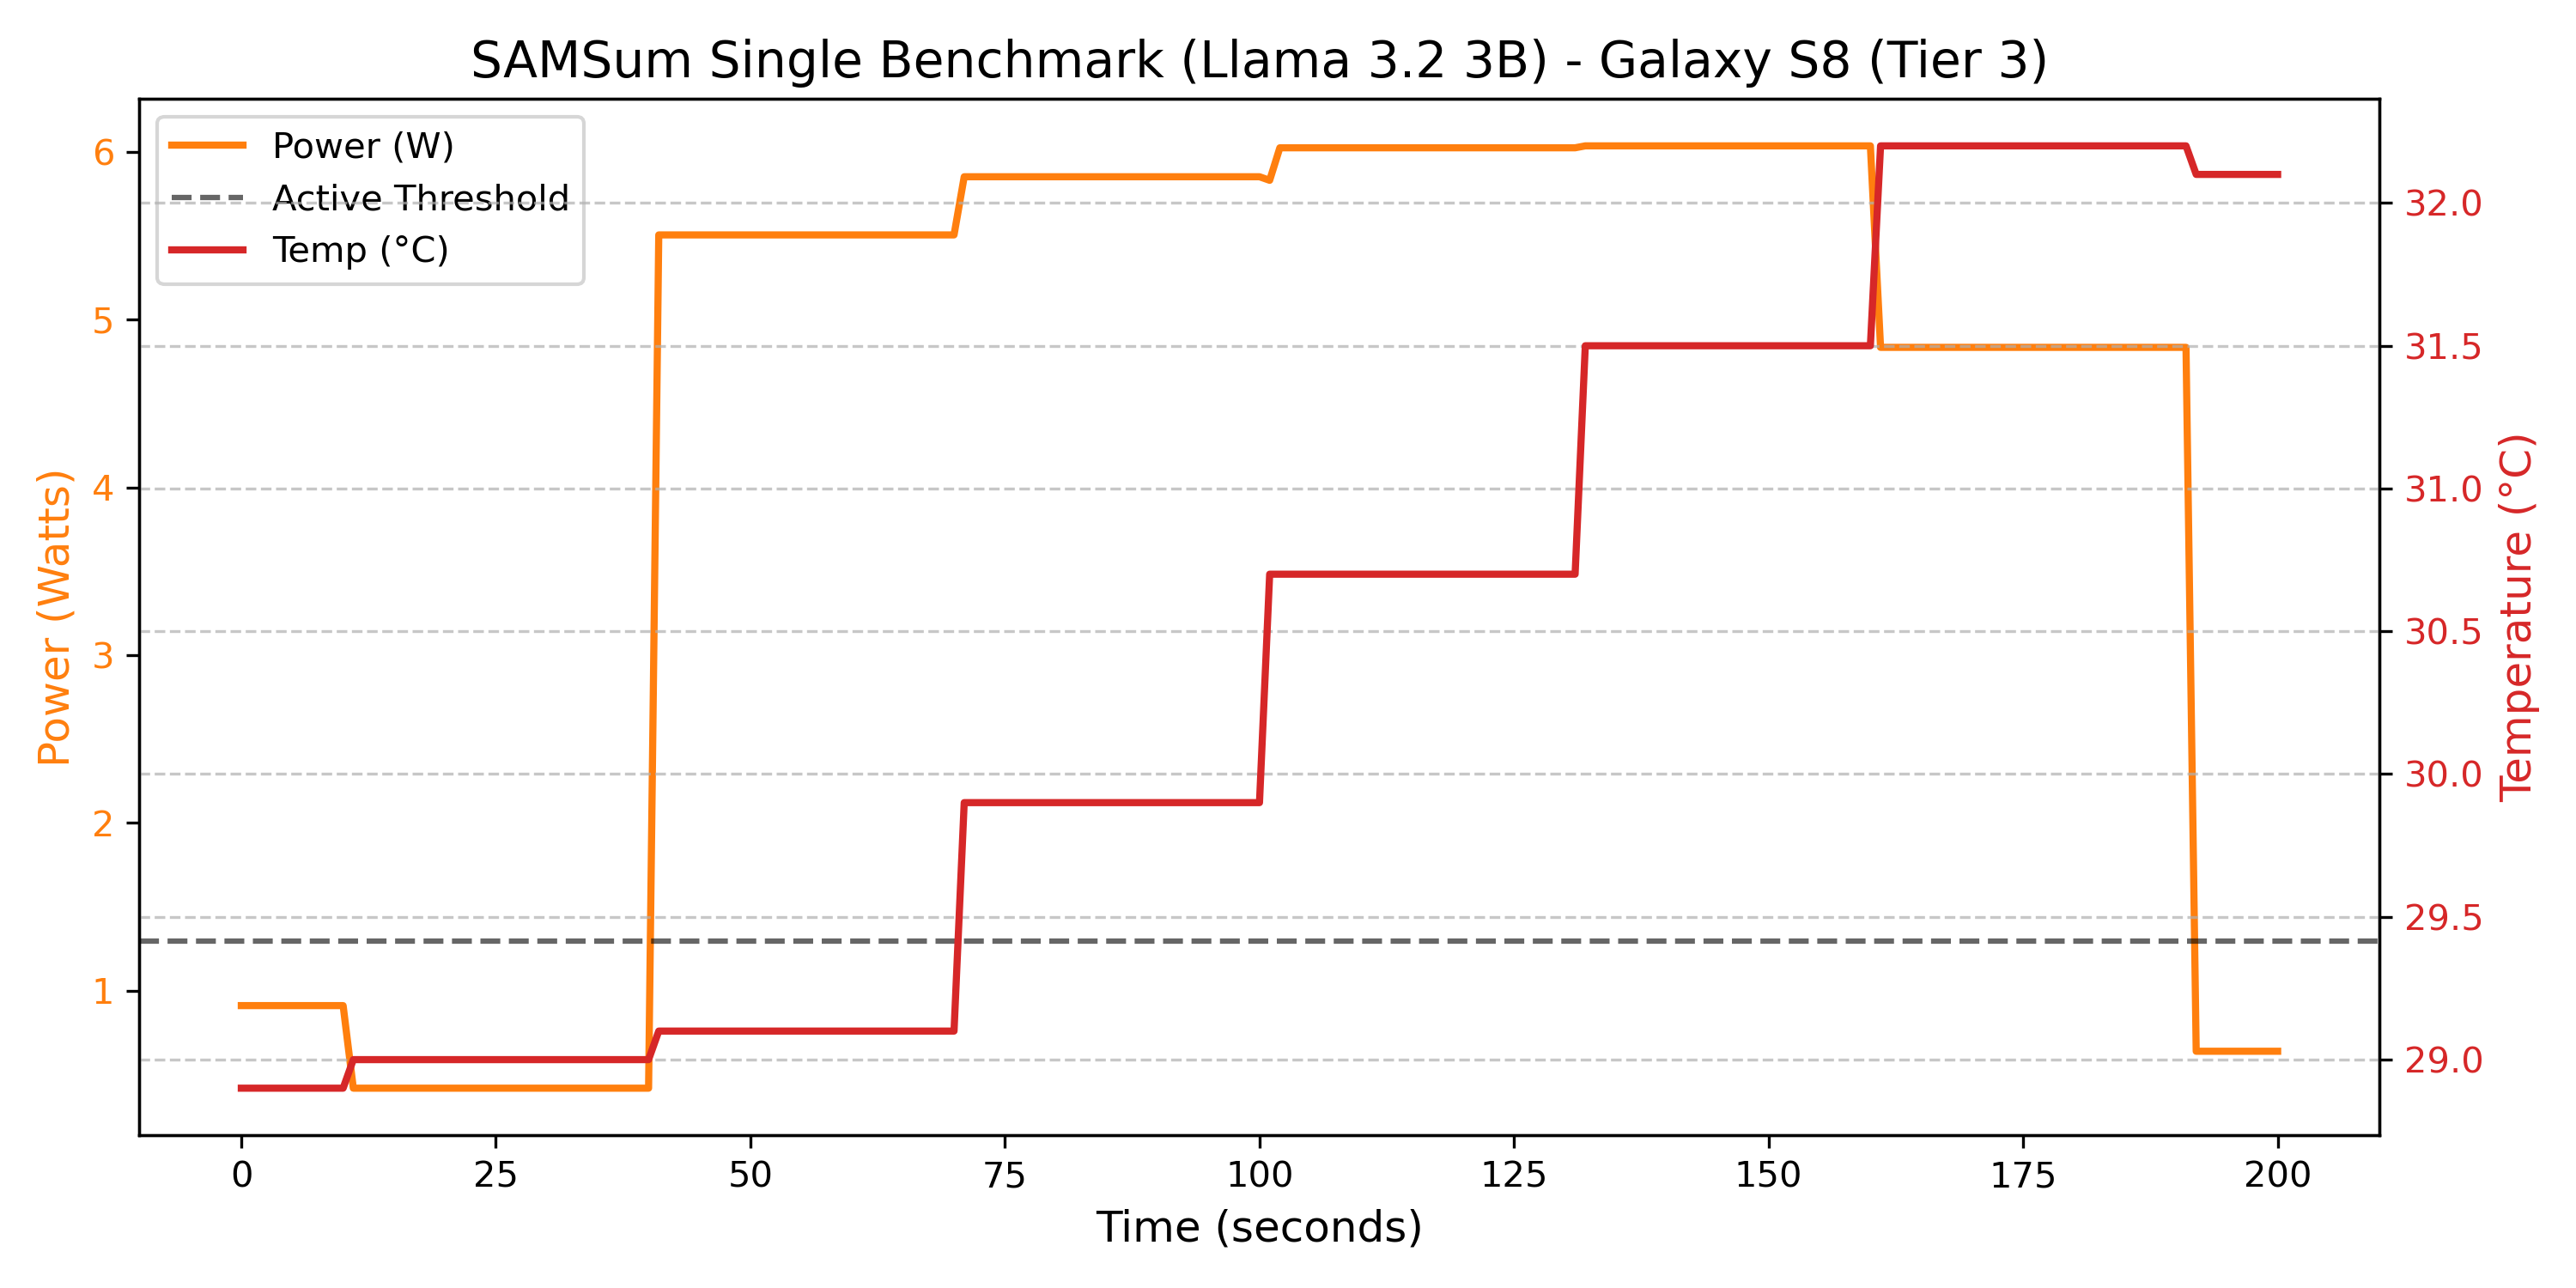 SAMSum Single Benchmark (Llama 3.2 3B) - Galaxy S8 (Tier 3)
Power (W)
Active Threshold
Temp (°C)
Power (Watts)
6
5
4
3
2
1
32.0
31.5
31.0
30.5
30.0
29.5
29.0
Temperature (°C)
0 25 50 75 100 125 150 175 200
Time (seconds)